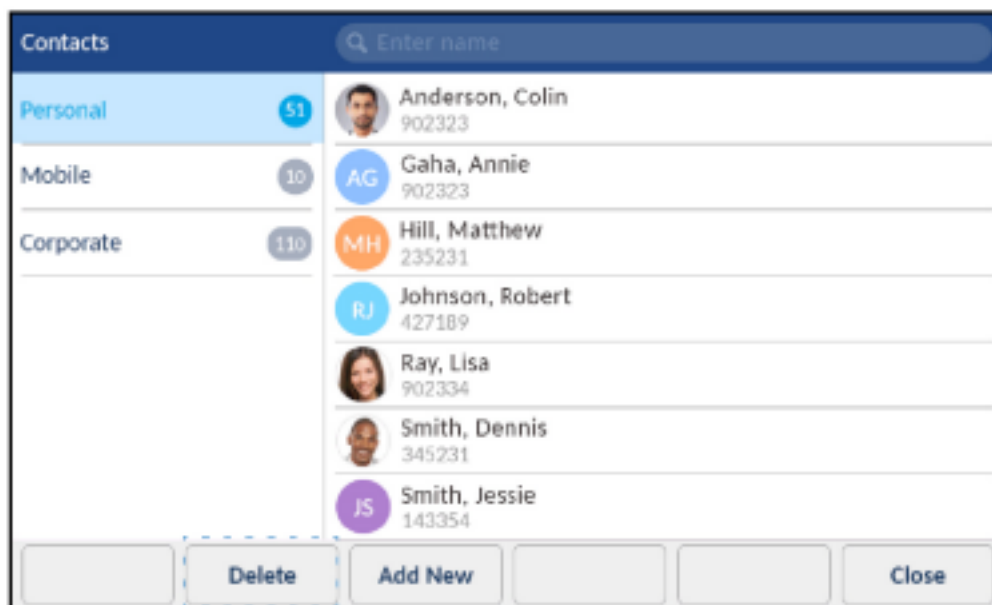 Contacts
Enter name
Personal 51
Mobile 10
Corporate 110
Anderson, Colin
902323
AG
Gaha, Annie
902323
MH
Hill, Matthew
235231
RJ
Johnson, Robert
427189
Ray, Lisa
902334
Smith, Dennis
345231
JS
Smith, Jessie
143354
Delete
Add New
Close